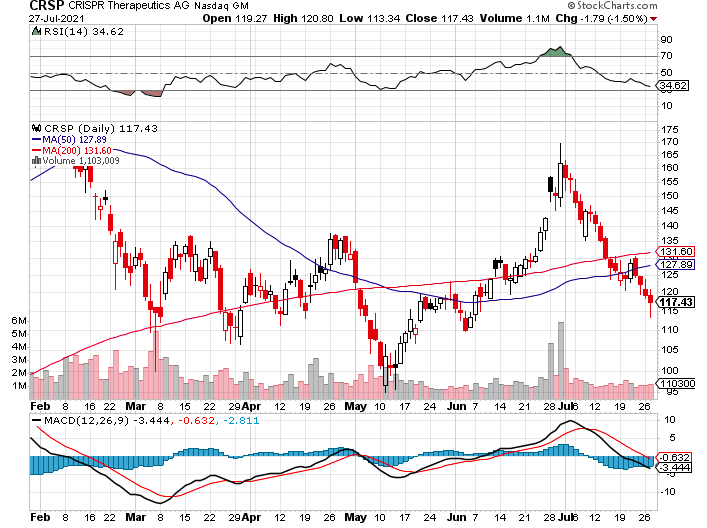 CRSP CRISPR Therapeutics AG Nasdaq GM © StockCharts.com
27-Jul-2021 Open 119.27 High 120.80 Low 113.34 Close 117.43 Volume 1.1M Chg -1.79 (-1.50%)
RSI(14) 34.62
90
70
50
34.62
30
10
CRSP (Daily) 117.43
MA(50) 127.89
MA(200) 131.60
Volume 1,103,009
175
170
165
160
155
150
145
140
135
131.60
127.89
125
120
117.43
115
110
105
100
95
6M
5M
4M
3M
2M
1M
110300
Feb 8 16 22 Mar 8 15 22 29 Apr 12 19 26 May 10 17 24 Jun 7 14 21 28 Jul 6 12 19 26
MACD(12,26,9) -3.444, -0.632, -2.811
10
5
-0.632
-3.444
-5
-10
Feb 8 16 22 Mar 8 15 22 29 Apr 12 19 26 May 10 17 24 Jun 7 14 21 28 Jul 6 12 19 26